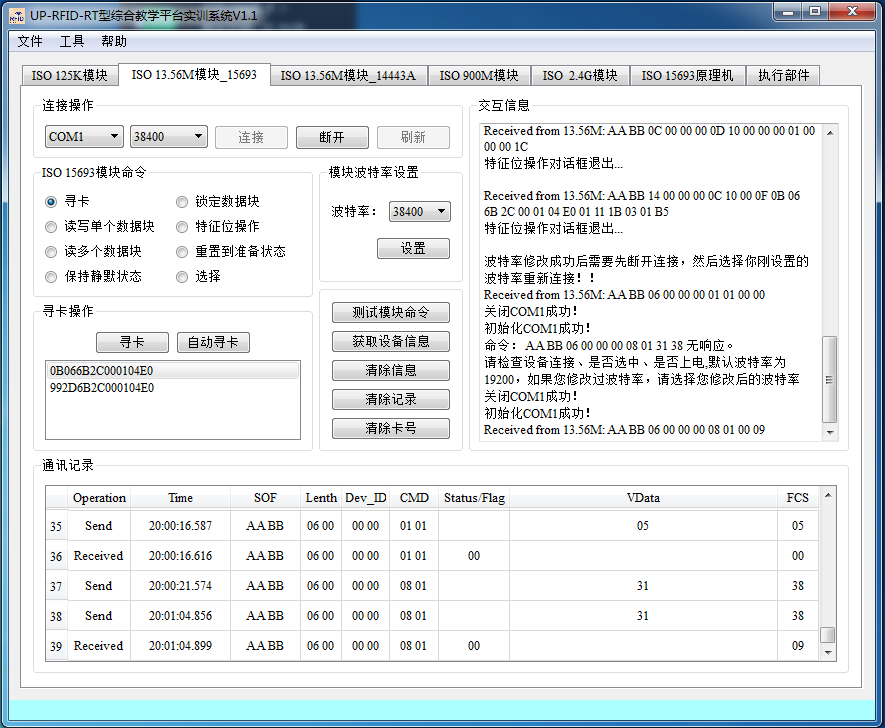 UP-RFID-RT型综合教学平台实训系统V1.1
文件 工具 帮助
ISO 125K模块 ISO 13.56M模块_15693 ISO 13.56M模块_14443A ISO 900M模块 ISO 2.4G模块 ISO 15693原理机 执行部件
连接操作
COM1 38400 连接 断开 刷新
ISO 15693模块命令
寻卡 锁定数据块
读写单个数据块 特征位操作
读多个数据块 重置到准备状态
保持静默状态 选择
模块波特率设置
波特率： 38400
设置
寻卡操作
寻卡 自动寻卡
0B066B2C000104E0
992D6B2C000104E0
测试模块命令
获取设备信息
清除信息
清除记录
清除卡号
交互信息
Received from 13.56M: AA BB 0C 00 00 00 0D 10 00 00 00 01 00
00 00 1C
特征位操作对话框退出...
Received from 13.56M: AA BB 14 00 00 00 0C 10 00 0F 0B 06
6B 2C 00 01 04 E0 01 11 1B 03 01 B5
特征位操作对话框退出...
波特率修改成功后需要先断开连接，然后选择你刚设置的
波特率重新连接！！
Received from 13.56M: AA BB 06 00 00 00 01 01 00 00
关闭COM1成功！
初始化COM1成功！
命令： AA BB 06 00 00 00 08 01 31 38 无响应。
请检查设备连接、是否选中、是否上电,默认波特率为
19200，如果您修改过波特率，请选择您修改后的波特率
关闭COM1成功！
初始化COM1成功！
Received from 13.56M: AA BB 06 00 00 00 08 01 00 09
通讯记录
Operation Time SOF Lenth Dev_ID CMD Status/Flag VData FCS
35 Send 20:00:16.587 AA BB 06 00 00 00 01 01 05 05
36 Received 20:00:16.616 AA BB 06 00 00 00 01 01 00 00
37 Send 20:00:21.574 AA BB 06 00 00 00 08 01 31 38
38 Send 20:01:04.856 AA BB 06 00 00 00 08 01 31 38
39 Received 20:01:04.899 AA BB 06 00 00 00 08 01 00 09